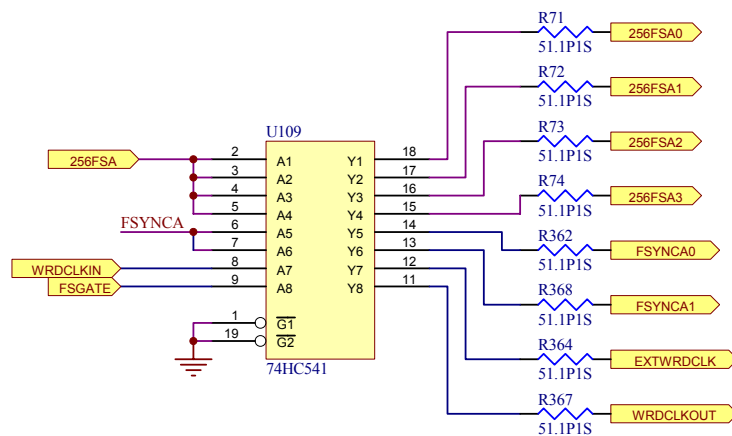 R71
51.1P1S
256FSA0
R72
51.1P1S
256FSA1
R73
51.1P1S
256FSA2
R74
51.1P1S
256FSA3
R362
51.1P1S
FSYNCA0
R368
51.1P1S
FSYNCA1
R364
51.1P1S
EXTWRDCLK
R367
51.1P1S
WRDCLKOUT
U109
256FSA
2 A1 Y1 18
3 A2 Y2 17
4 A3 Y3 16
5 A4 Y4 15
FSYNCA
6 A5 Y5 14
7 A6 Y6 13
WRDCLKIN 8 A7 Y7 12
FSGATE 9 A8 Y8 11
1 G1
19 G2
74HC541